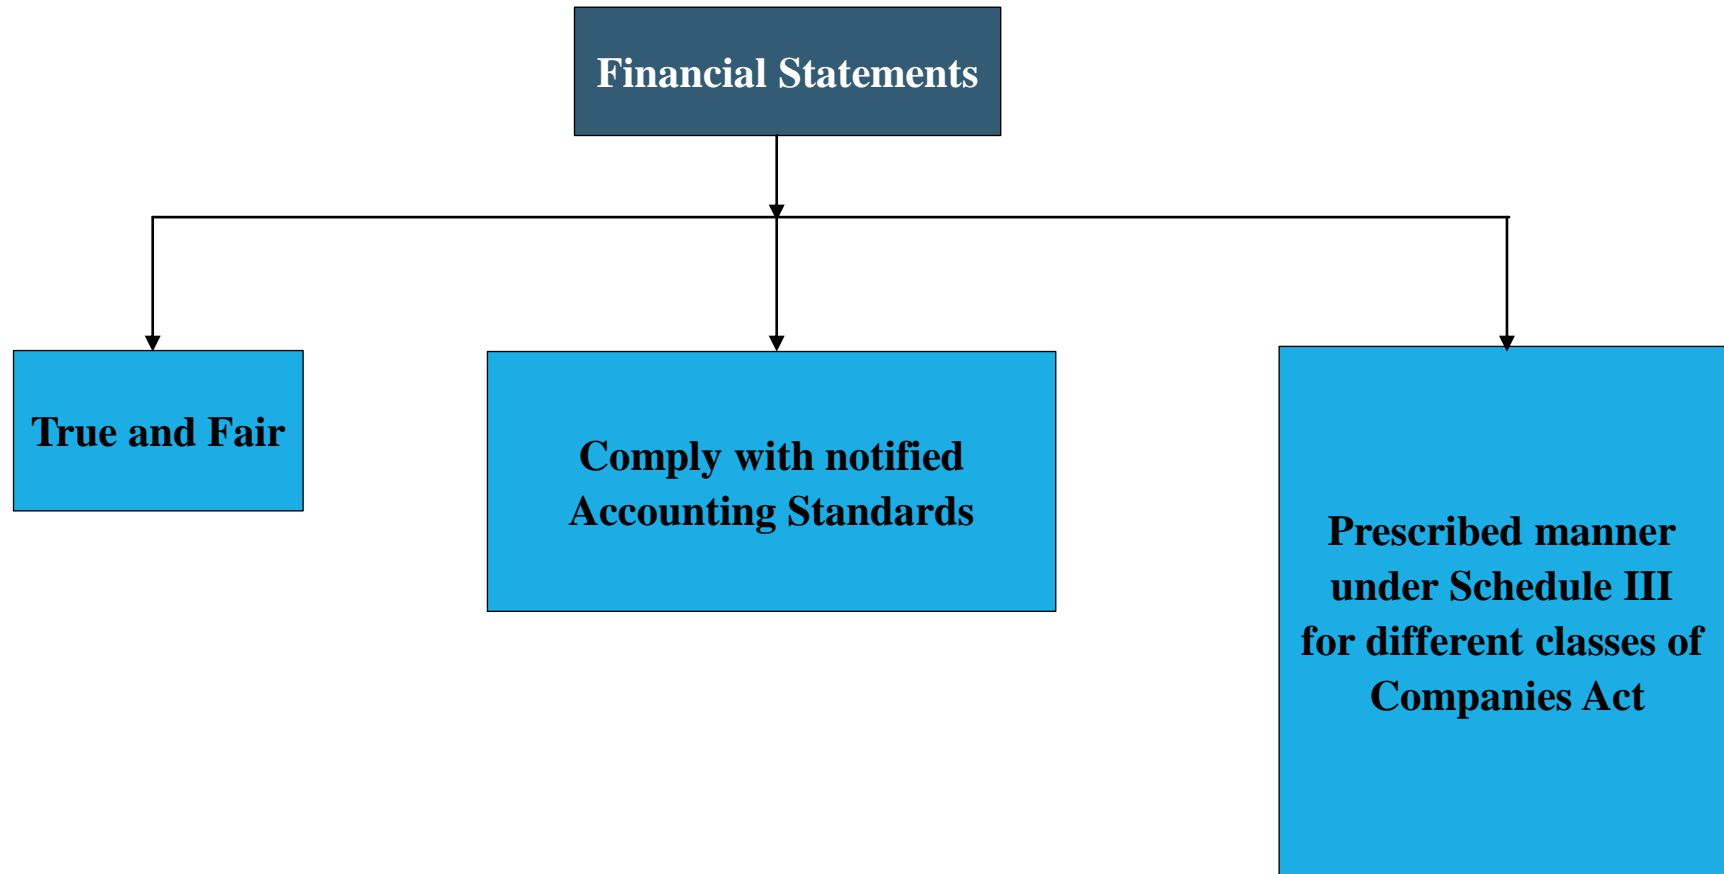 Financial Statements
True and Fair
Comply with notified
Accounting Standards
Prescribed manner
under Schedule III
for different classes of
Companies Act